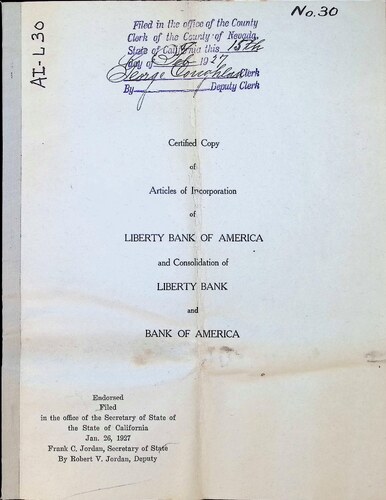 No. 30
AI-L30
Filed in the office of the County
Clerk of the County of Nevada,
State of California this 15th
day of Feb 1927
George Coughlan Clerk
By Deputy Clerk
Certified Copy
of
Articles of Incorporation
of
LIBERTY BANK OF AMERICA
and Consolidation of
LIBERTY BANK
and
BANK OF AMERICA
Endorsed
Filed
in the office of the Secretary of State of
the State of California
Jan. 26, 1927
Frank C. Jordan, Secretary of State
By Robert V. Jordan, Deputy